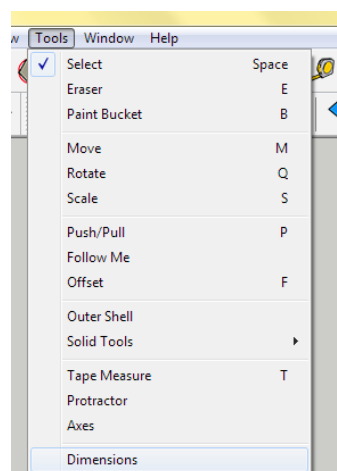 Tools Window Help
Select Space
Eraser E
Paint Bucket B
Move M
Rotate Q
Scale S
Push/Pull P
Follow Me
Offset F
Outer Shell
Solid Tools
Tape Measure T
Protractor
Axes
Dimensions